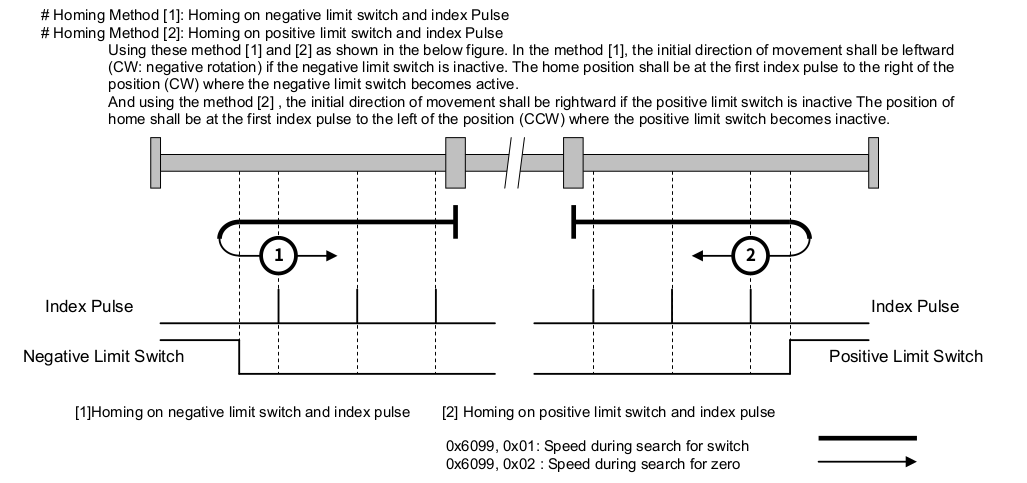 # Homing Method [1]: Homing on negative limit switch and index Pulse
# Homing Method [2]: Homing on positive limit switch and index Pulse
Using these method [1] and [2] as shown in the below figure. In the method [1], the initial direction of movement shall be leftward
(CW: negative rotation) if the negative limit switch is inactive. The home position shall be at the first index pulse to the right of the
position (CW) where the negative limit switch becomes active.
And using the method [2] , the initial direction of movement shall be rightward if the positive limit switch is inactive The position of
home shall be at the first index pulse to the left of the position (CCW) where the positive limit switch becomes inactive.
1
2
Index Pulse
Index Pulse
Negative Limit Switch
Positive Limit Switch
[1]Homing on negative limit switch and index pulse
[2] Homing on positive limit switch and index pulse
0x6099, 0x01: Speed during search for switch
0x6099, 0x02 : Speed during search for zero